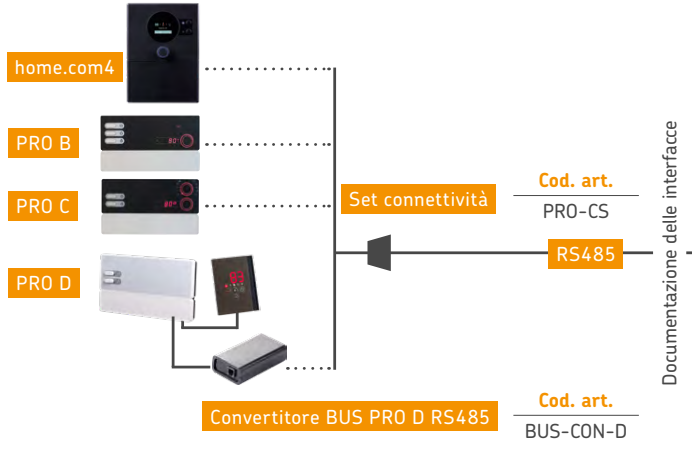 home.com4
PRO B
PRO C
80°
Set connettività
Cod. art.
PRO-CS
RS485
Documentazione delle interfacce
PRO D
Convertitore BUS PRO D RS485
Cod. art.
BUS-CON-D